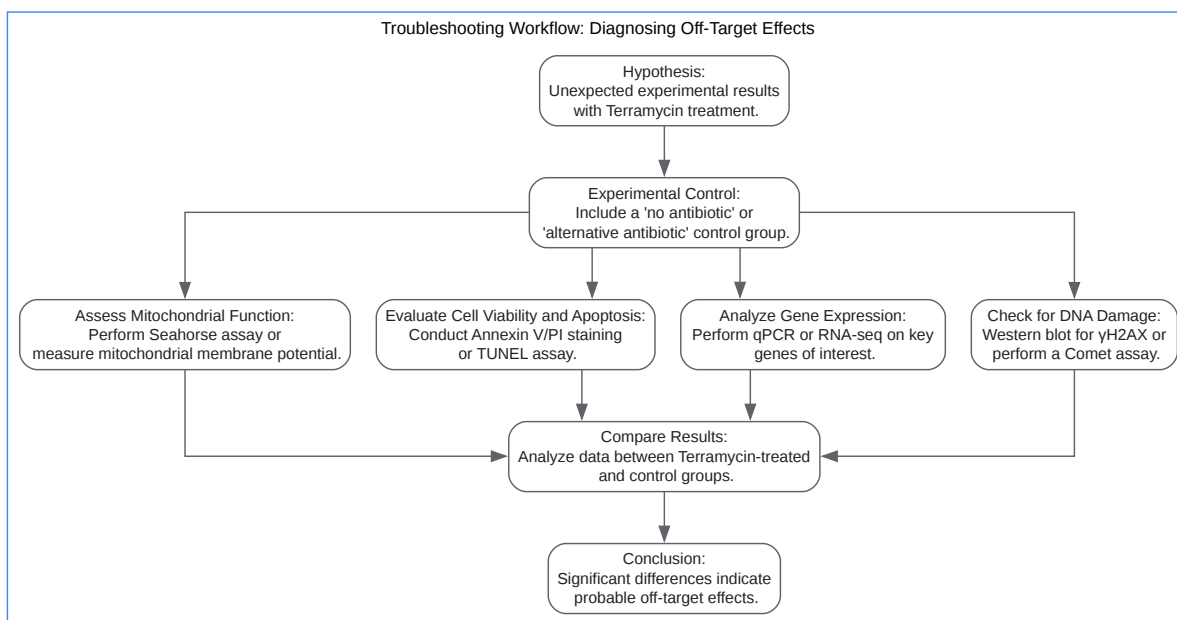 Troubleshooting Workflow: Diagnosing Off-Target Effects
Hypothesis:
Unexpected experimental results
with Terramycin treatment.
Experimental Control:
Include a 'no antibiotic' or
'alternative antibiotic' control group.
Assess Mitochondrial Function:
Perform Seahorse assay or
measure mitochondrial membrane potential.
Evaluate Cell Viability and Apoptosis:
Conduct Annexin V/PI staining
or TUNEL assay.
Analyze Gene Expression:
Perform qPCR or RNA-seq on key
genes of interest.
Check for DNA Damage:
Western blot for γH2AX or
perform a Comet assay.
Compare Results:
Analyze data between Terramycin-treated
and control groups.
Conclusion:
Significant differences indicate
probable off-target effects.